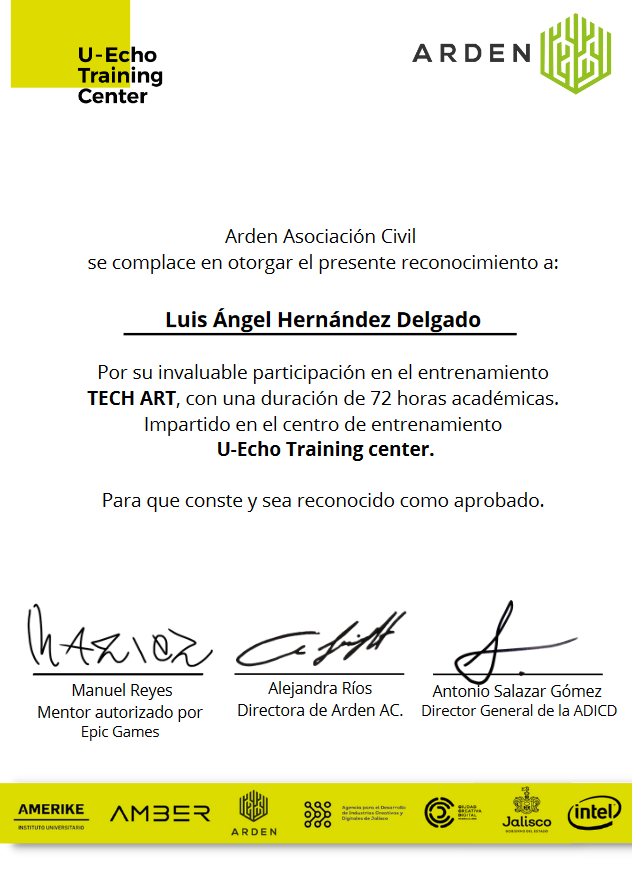 U-Echo
Training
Center
ARDEN
Arden Asociación Civil
se complace en otorgar el presente reconocimiento a:
Luis Ángel Hernández Delgado
Por su invaluable participación en el entrenamiento
TECH ART, con una duración de 72 horas académicas.
Impartido en el centro de entrenamiento
U-Echo Training center.
Para que conste y sea reconocido como aprobado.
Manuel Reyes
Mentor autorizado por
Epic Games
Alejandra Ríos
Directora de Arden AC.
Antonio Salazar Gómez
Director General de la ADICD
AMERIKE
INSTITUTO UNIVERSITARIO
AMBER
ARDEN
Agencia para el Desarrollo
de Industrias Creativas y
Digitales de Jalisco
CIUDAD
CREATIVA
DIGITAL
Jalisco
GOBIERNO DEL ESTADO
intel